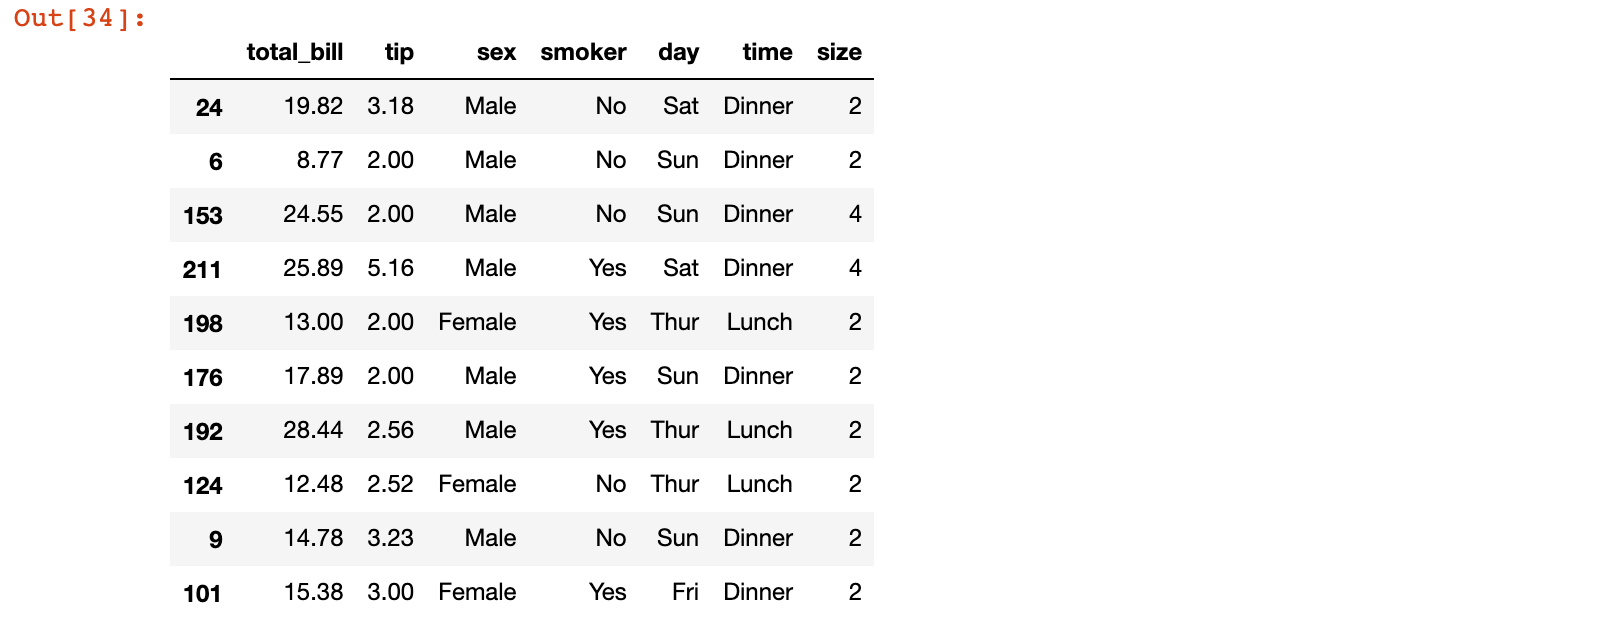 Out[34]:
total_bill tip sex smoker day time size
24 19.82 3.18 Male No Sat Dinner 2
6 8.77 2.00 Male No Sun Dinner 2
153 24.55 2.00 Male No Sun Dinner 4
211 25.89 5.16 Male Yes Sat Dinner 4
198 13.00 2.00 Female Yes Thur Lunch 2
176 17.89 2.00 Male Yes Sun Dinner 2
192 28.44 2.56 Male Yes Thur Lunch 2
124 12.48 2.52 Female No Thur Lunch 2
9 14.78 3.23 Male No Sun Dinner 2
101 15.38 3.00 Female Yes Fri Dinner 2